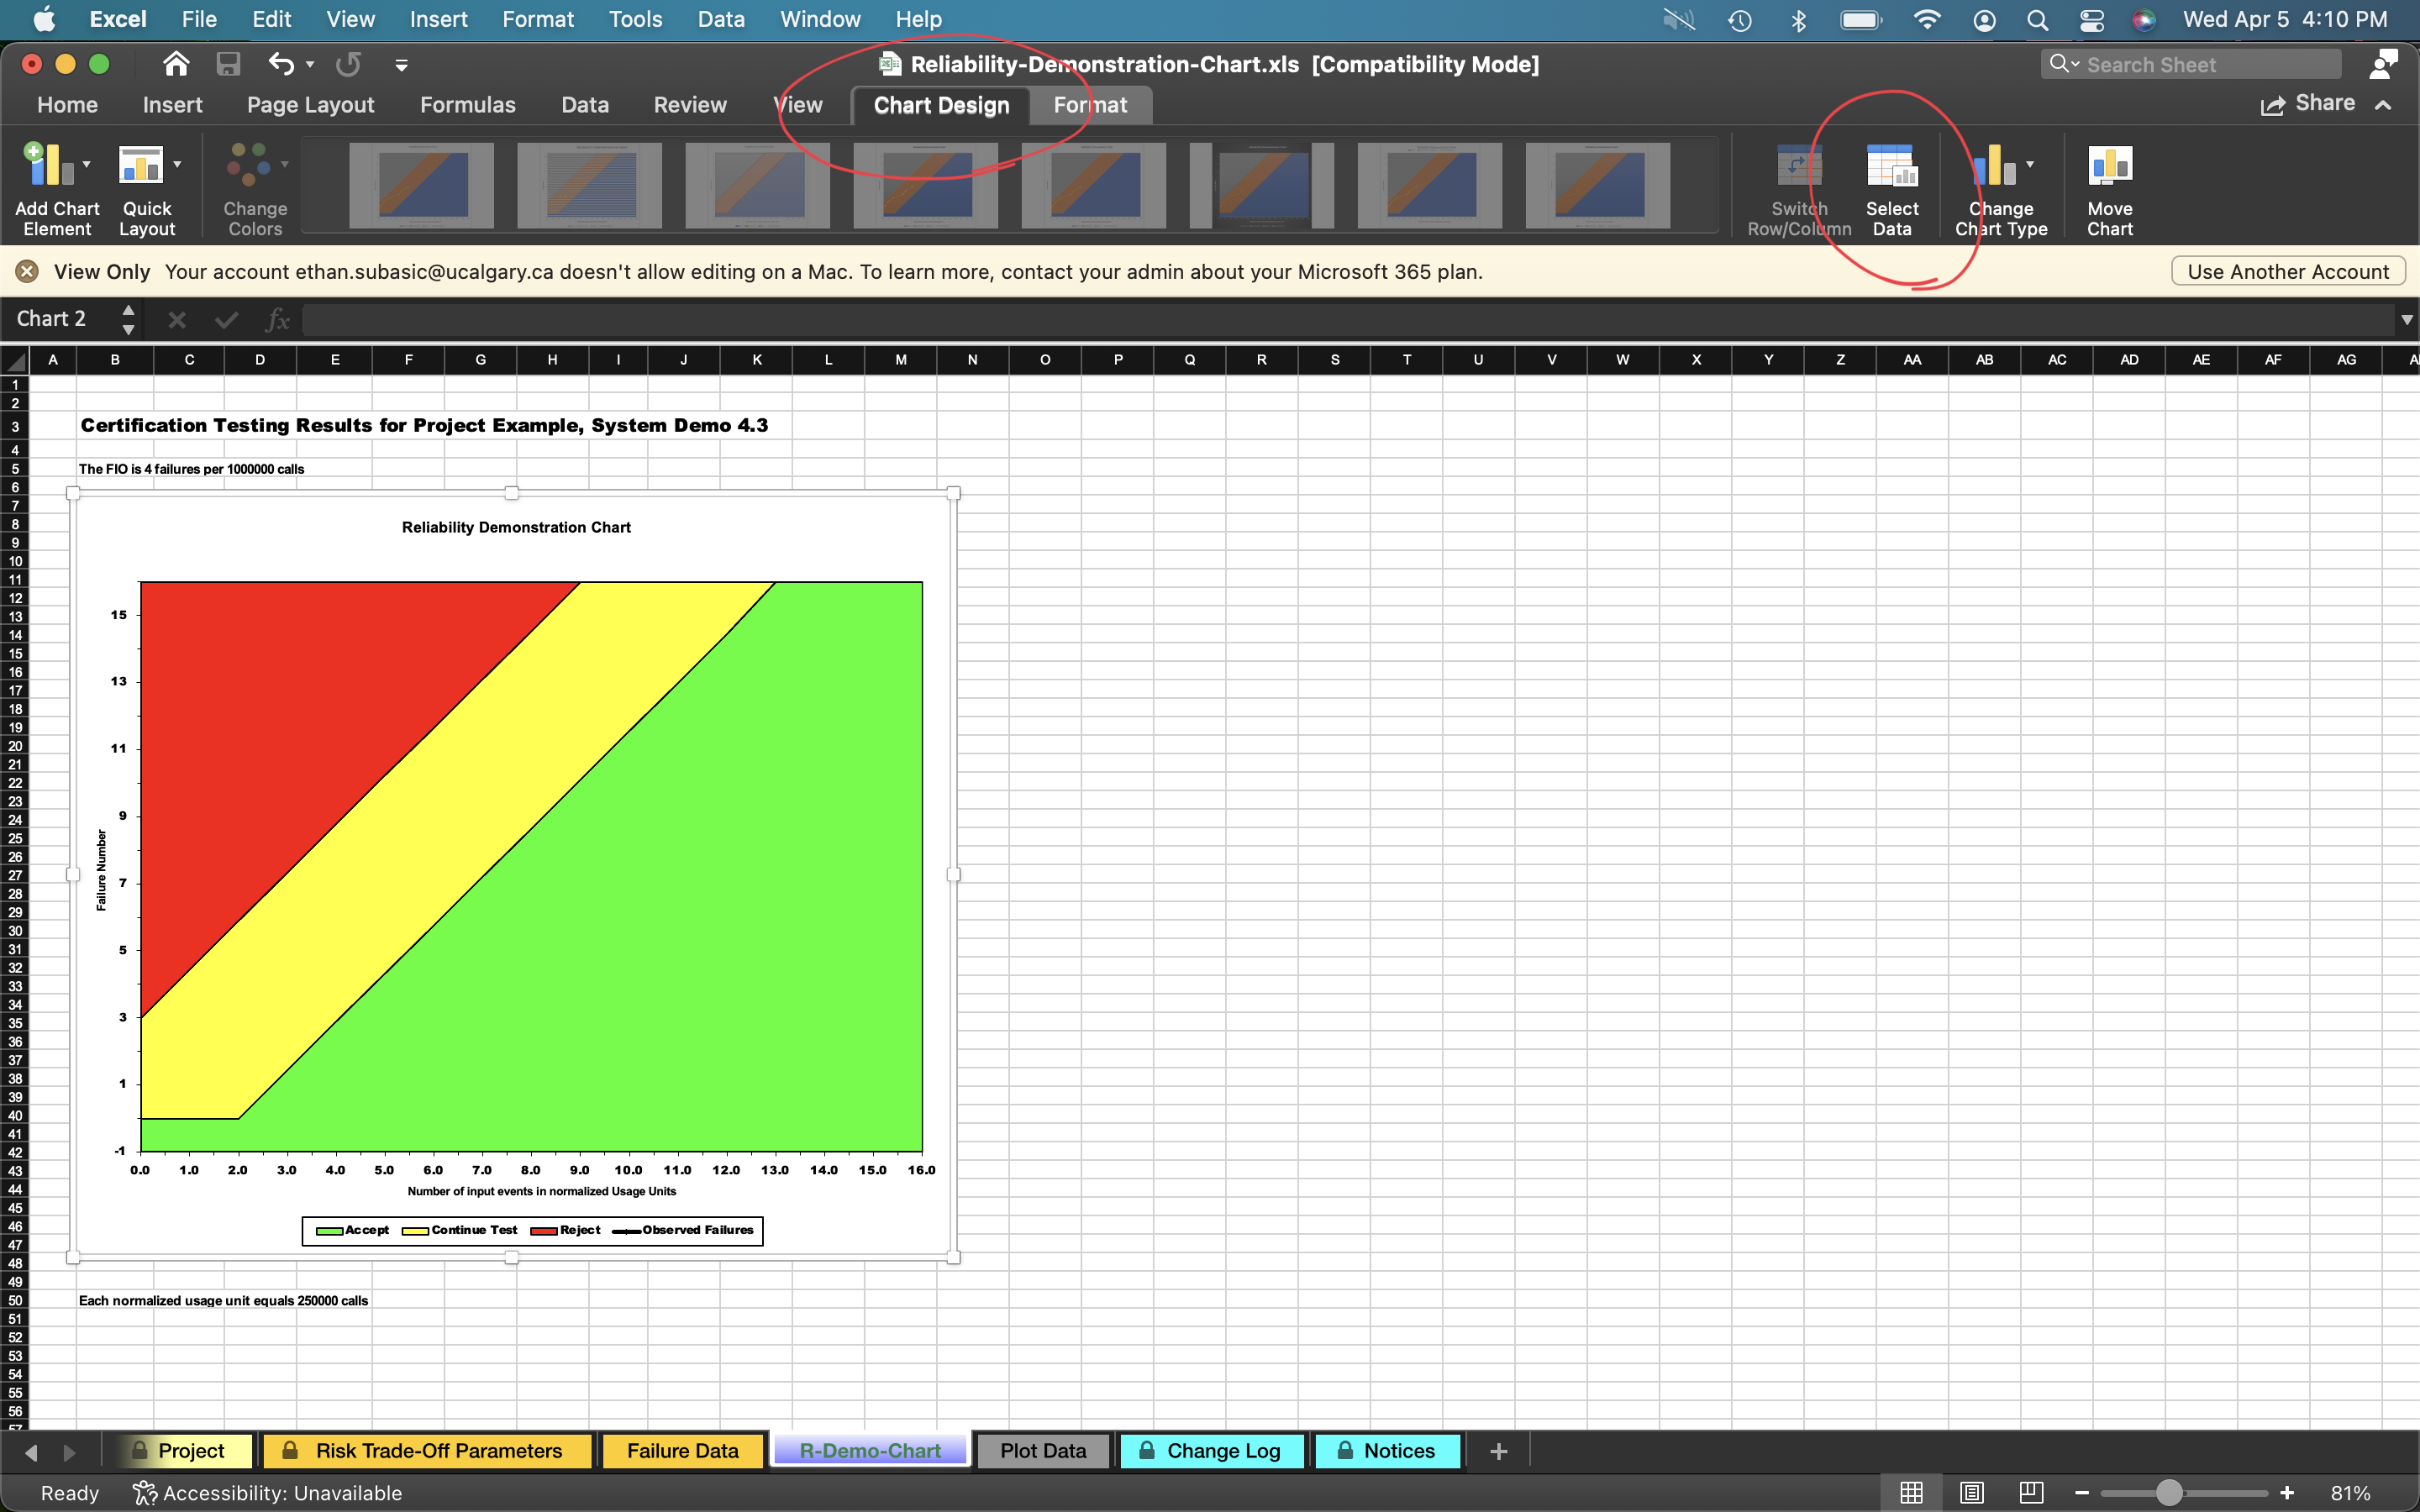 Excel File Edit View Insert Format Tools Data Window Help Wed Apr 5 4:10 PM
Reliability-Demonstration-Chart.xls [Compatibility Mode] Search Sheet
Home Insert Page Layout Formulas Data Review View Chart Design Format Share
Add Chart Element Quick Layout Change Colors Switch Row/Column Select Data Change Chart Type Move Chart
View Only Your account ethan.subasic@ucalgary.ca doesn't allow editing on a Mac. To learn more, contact your admin about your Microsoft 365 plan. Use Another Account
Chart 2 fx
A B C D E F G H I J K L M N O P Q R S T U V W X Y Z AA AB AC AD AE AF AG
1
2
3 Certification Testing Results for Project Example, System Demo 4.3
4
5 The FIO is 4 failures per 1000000 calls
6
7
8 Reliability Demonstration Chart
9
10
11
12
13 15
14
15
16
17 13
18
19
20 11
21
22
23
24 9
25
26
27 Failure Number
28 7
29
30
31 5
32
33
34
35 3
36
37
38 1
39
40
41
42 -1
43 0.0 1.0 2.0 3.0 4.0 5.0 6.0 7.0 8.0 9.0 10.0 11.0 12.0 13.0 14.0 15.0 16.0
44 Number of input events in normalized Usage Units
45
46 Accept Continue Test Reject Observed Failures
47
48
49
50 Each normalized usage unit equals 250000 calls
51
52
53
54
55
56
57
Project Risk Trade-Off Parameters Failure Data R-Demo-Chart Plot Data Change Log Notices +
Ready Accessibility: Unavailable 81%